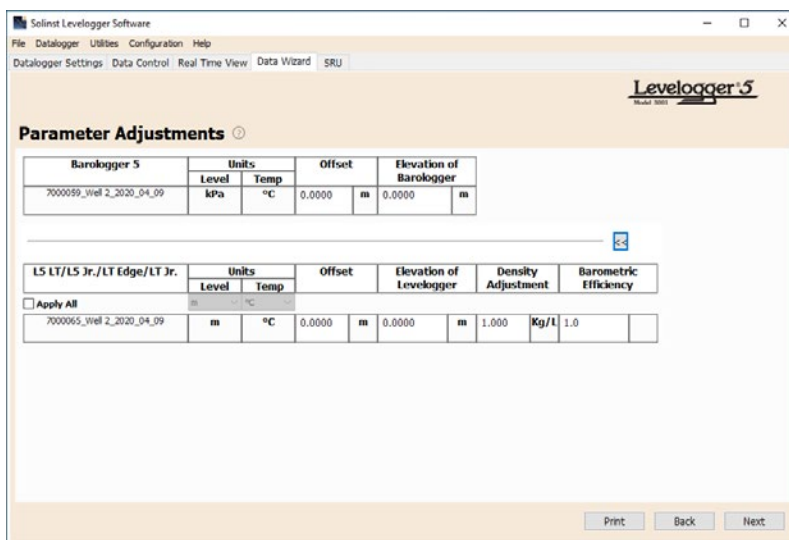 Solinst Levelogger Software
File Datalogger Utilities Configuration Help
Datalogger Settings Data Control Real Time View Data Wizard SRU
Levelogger 5
Model 3001
Parameter Adjustments ?
Barologger 5 Units Offset Elevation of Barologger
Level Temp
7000059_Well 2_2020_04_09 kPa °C 0.0000 m 0.0000 m
<<
L5 LT/L5 Jr./LT Edge/LT Jr. Units Offset Elevation of Levelogger Density Adjustment Barometric Efficiency
Level Temp
Apply All m °C
7000065_Well 2_2020_04_09 m °C 0.0000 m 0.0000 m 1.000 Kg/L 1.0
Print Back Next